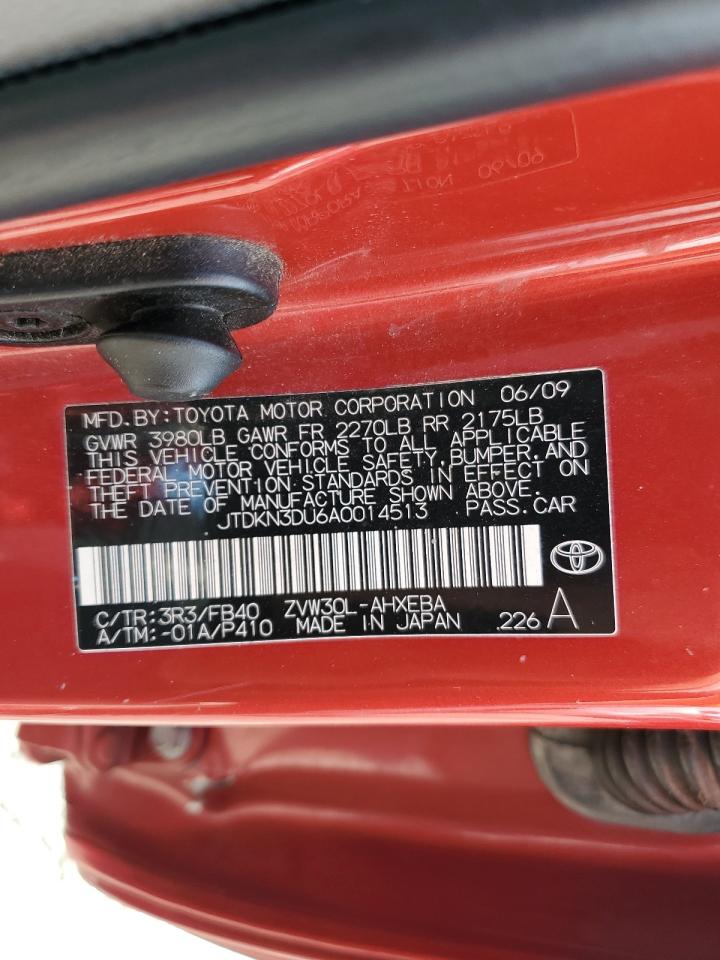 MFD. BY: TOYOTA MOTOR CORPORATION 06/09
GVWR 3980LB GAWR FR 2270LB RR 2175LB
THIS VEHICLE CONFORMS TO ALL APPLICABLE
FEDERAL MOTOR VEHICLE SAFETY, BUMPER, AND
THEFT PREVENTION STANDARDS IN EFFECT ON
THE DATE OF MANUFACTURE SHOWN ABOVE.
JTDKN3DU6A0014513 PASS. CAR
C/TR: 3R3/FB40 ZVW30L-AHXEBA
A/TM: -01A/P410 MADE IN JAPAN 226 A